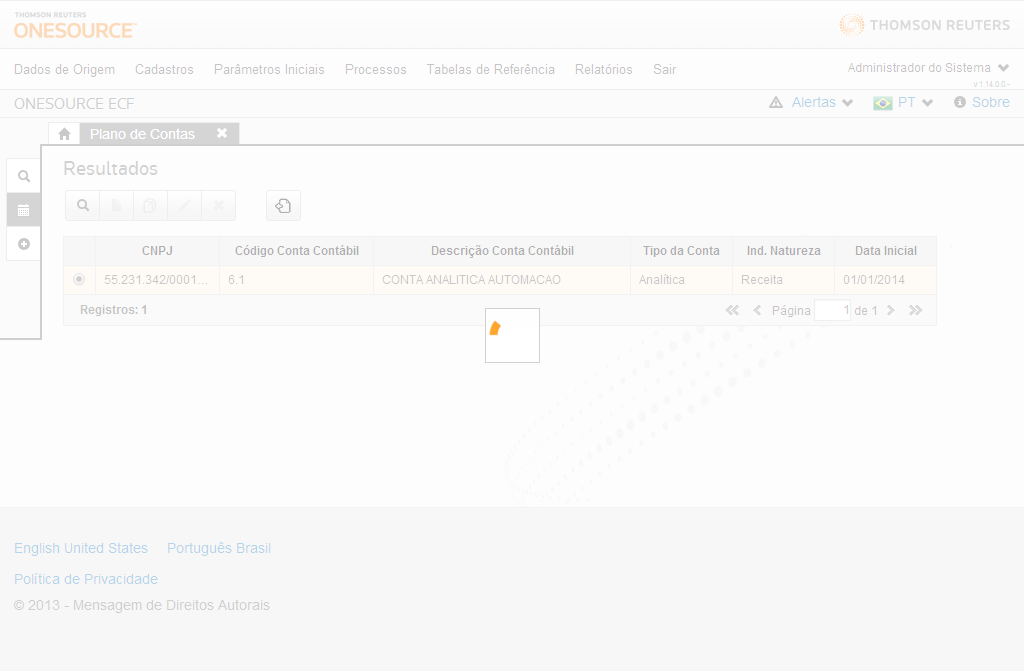 THOMSON REUTERS
ONESOURCE
THOMSON REUTERS
Dados de Origem Cadastros Parâmetros Iniciais Processos Tabelas de Referência Relatórios Sair Administrador do Sistema
v 1.14.0.0 -
ONESOURCE ECF Alertas PT Sobre
Plano de Contas
Resultados
CNPJ Código Conta Contábil Descrição Conta Contábil Tipo da Conta Ind. Natureza Data Inicial
55.231.342/0001... 6.1 CONTA ANALITICA AUTOMACAO Analítica Receita 01/01/2014
Registros: 1 Página 1 de 1
English United States Português Brasil
Política de Privacidade
© 2013 - Mensagem de Direitos Autorais